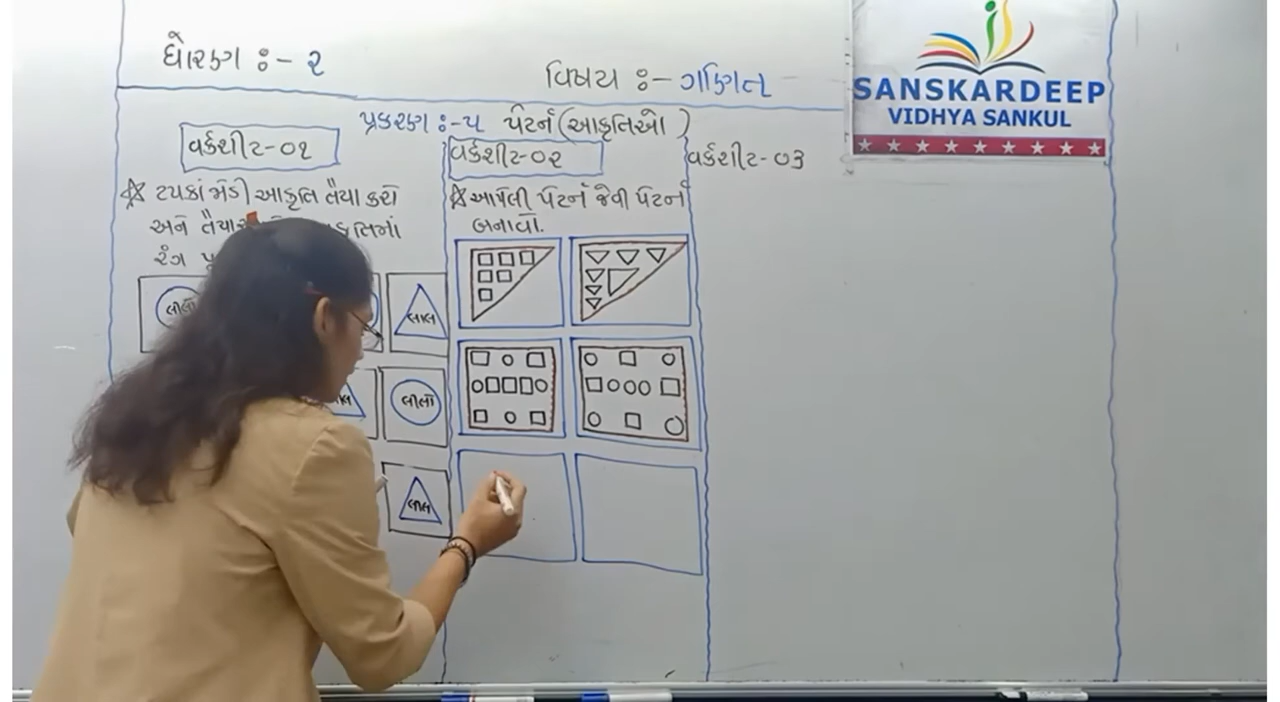 ધોરણ :- ૨
વિષય :- ગણિત
SANSKARDEEP
VIDHYA SANKUL
પ્રકરણ :- ૫ પેટર્ન (આકૃતિઓ)
વર્કશીટ-૦૧
ટપકાં જોડી આકૃતિ તૈયા કરો
અને
રંગ
લીલો
લાલ
લીલો
લાલ
વર્કશીટ-૦૨
આપેલી પેટર્ન જેવી પેટર્ન
બનાવો.
વર્કશીટ-૦૩